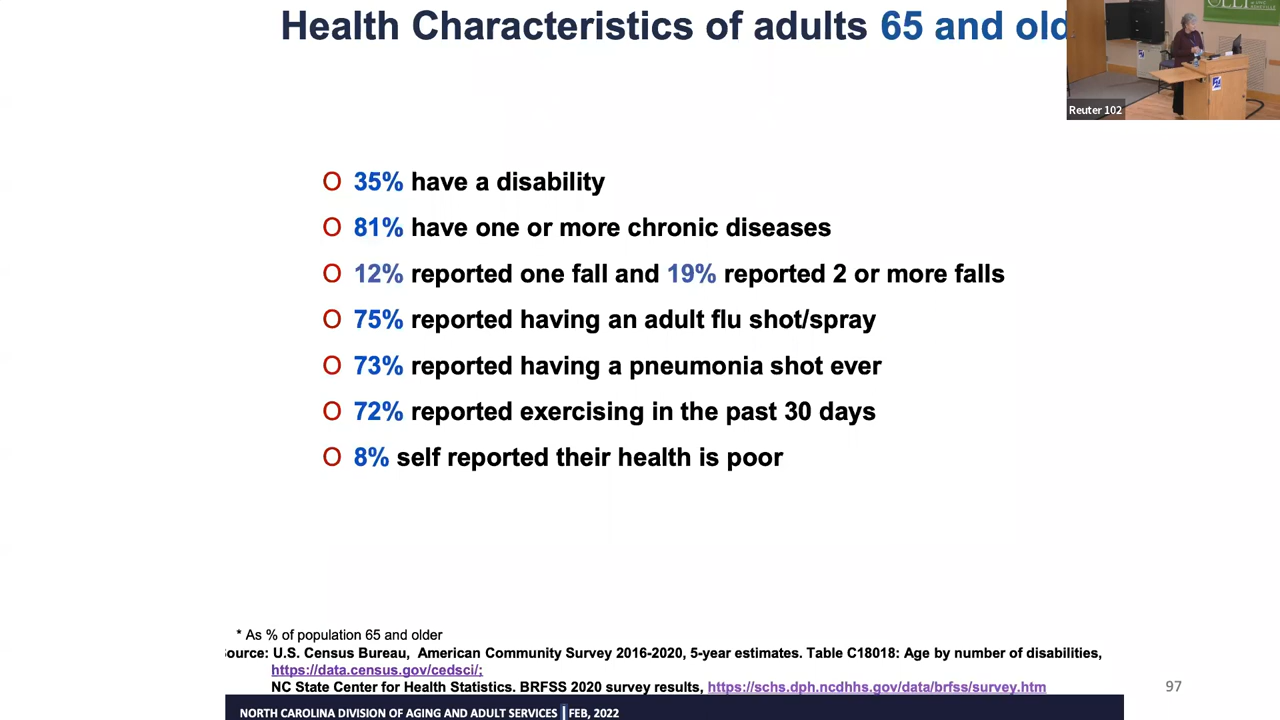 Health Characteristics of adults 65 and old
Reuter 102
O 35% have a disability
O 81% have one or more chronic diseases
O 12% reported one fall and 19% reported 2 or more falls
O 75% reported having an adult flu shot/spray
O 73% reported having a pneumonia shot ever
O 72% reported exercising in the past 30 days
O 8% self reported their health is poor
* As % of population 65 and older
ource: U.S. Census Bureau, American Community Survey 2016-2020, 5-year estimates. Table C18018: Age by number of disabilities,
https://data.census.gov/cedsci/;
NC State Center for Health Statistics. BRFSS 2020 survey results, https://schs.dph.ncdhhs.gov/data/brfss/survey.htm
97
NORTH CAROLINA DIVISION OF AGING AND ADULT SERVICES | FEB, 2022